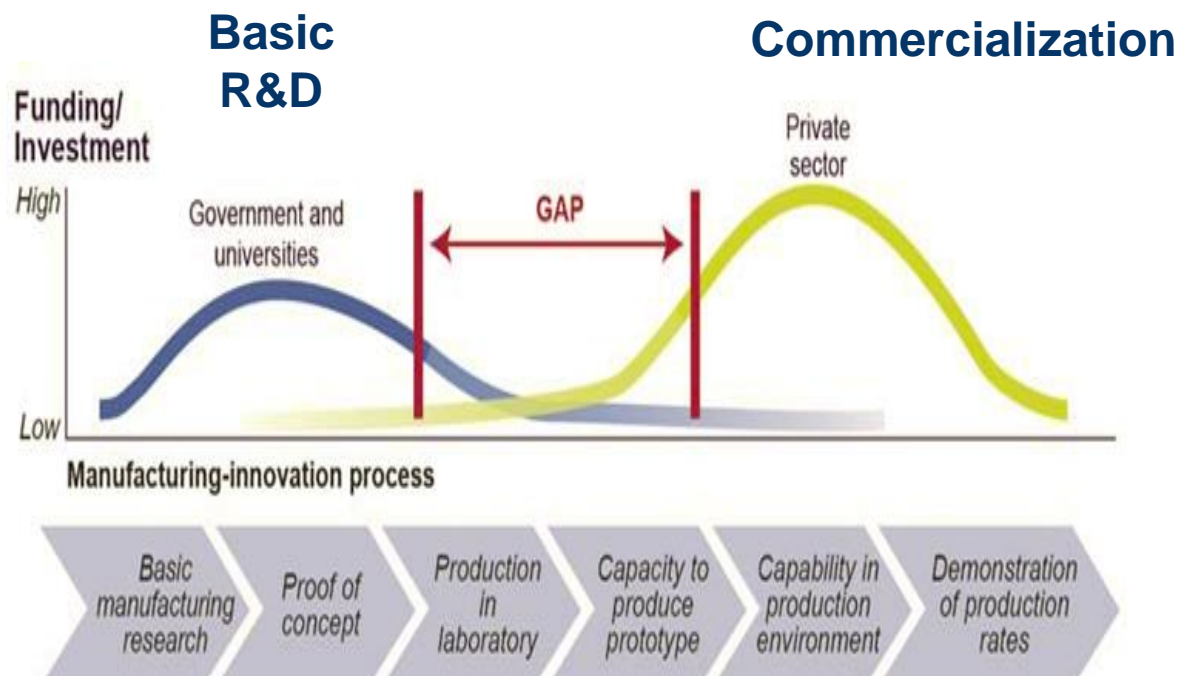 Basic
R&D
Commercialization
Funding/
Investment
High
Government and
universities
GAP
Private
sector
Low
Manufacturing-innovation process
Basic
manufacturing
research
Proof of
concept
Production
in
laboratory
Capacity to
produce
prototype
Capability in
production
environment
Demonstration
of production
rates